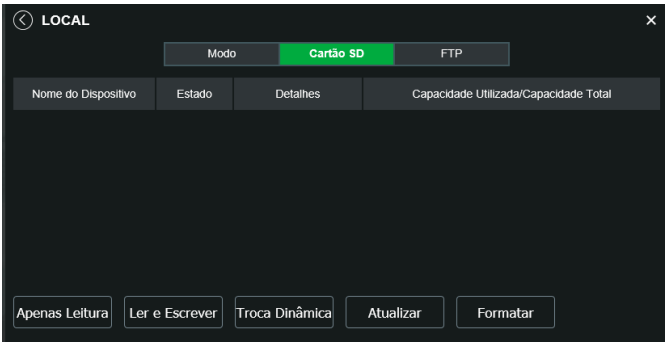 LOCAL
Modo Cartão SD FTP
Nome do Dispositivo Estado Detalhes Capacidade Utilizada/Capacidade Total
Apenas Leitura Ler e Escrever Troca Dinâmica Atualizar Formatar